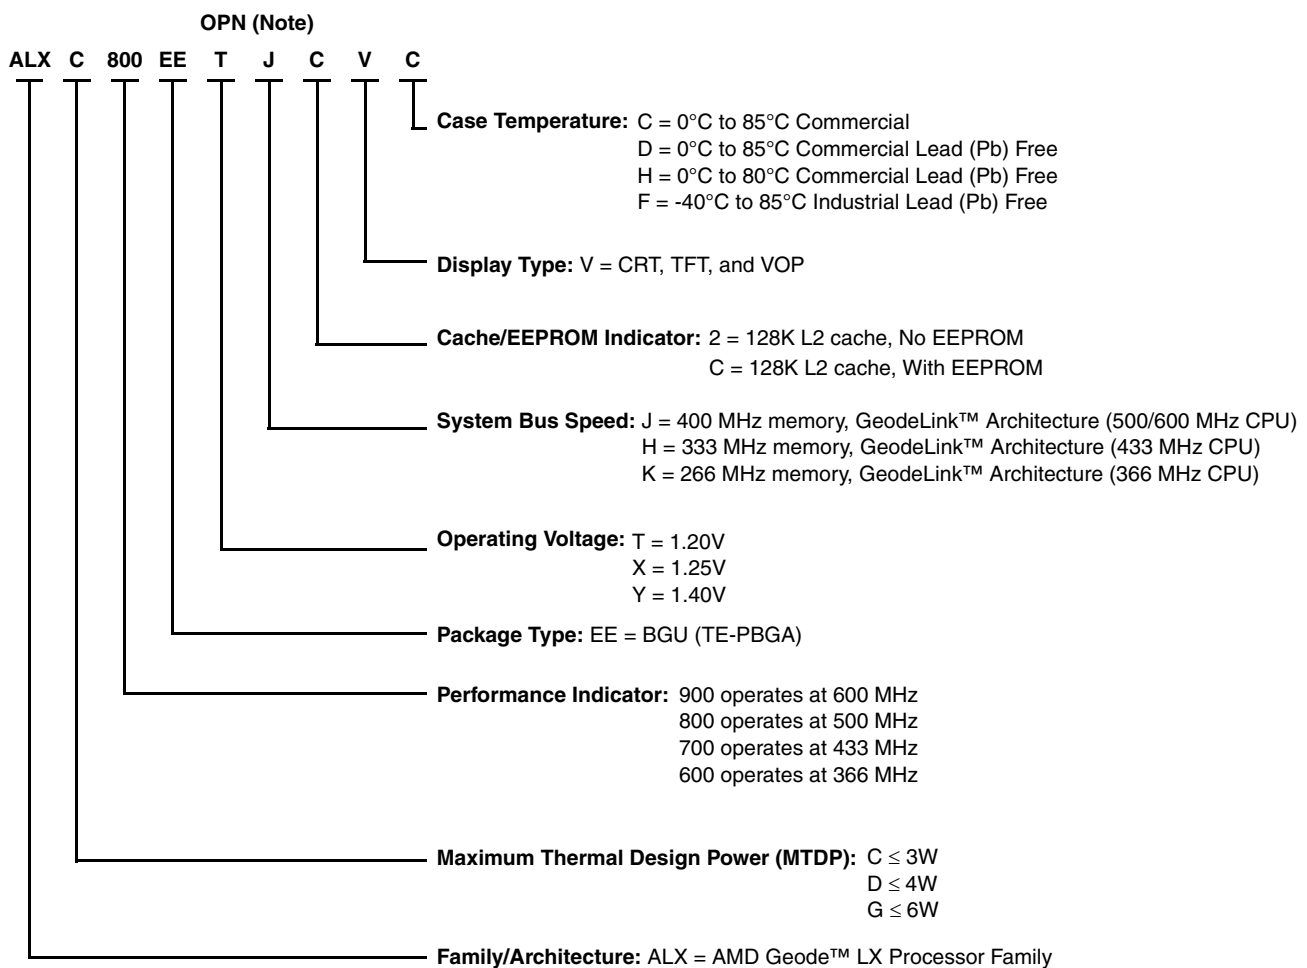 OPN (Note)
ALX C 800 EE T J C V C
Case Temperature: C = 0°C to 85°C Commercial
D = 0°C to 85°C Commercial Lead (Pb) Free
H = 0°C to 80°C Commercial Lead (Pb) Free
F = -40°C to 85°C Industrial Lead (Pb) Free
Display Type: V = CRT, TFT, and VOP
Cache/EEPROM Indicator: 2 = 128K L2 cache, No EEPROM
C = 128K L2 cache, With EEPROM
System Bus Speed: J = 400 MHz memory, GeodeLink™ Architecture (500/600 MHz CPU)
H = 333 MHz memory, GeodeLink™ Architecture (433 MHz CPU)
K = 266 MHz memory, GeodeLink™ Architecture (366 MHz CPU)
Operating Voltage: T = 1.20V
X = 1.25V
Y = 1.40V
Package Type: EE = BGU (TE-PBGA)
Performance Indicator: 900 operates at 600 MHz
800 operates at 500 MHz
700 operates at 433 MHz
600 operates at 366 MHz
Maximum Thermal Design Power (MTDP): C ≤ 3W
D ≤ 4W
G ≤ 6W
Family/Architecture: ALX = AMD Geode™ LX Processor Family